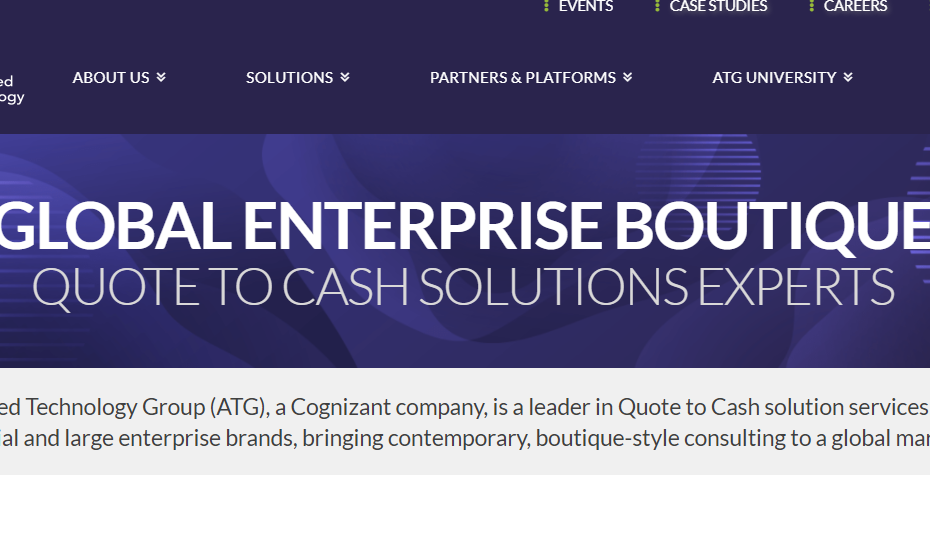 EVENTS CASE STUDIES CAREERS
ed
ogy
ABOUT US SOLUTIONS PARTNERS & PLATFORMS ATG UNIVERSITY
GLOBAL ENTERPRISE BOUTIQUE
QUOTE TO CASH SOLUTIONS EXPERTS
ed Technology Group (ATG), a Cognizant company, is a leader in Quote to Cash solution services
ial and large enterprise brands, bringing contemporary, boutique-style consulting to a global mar